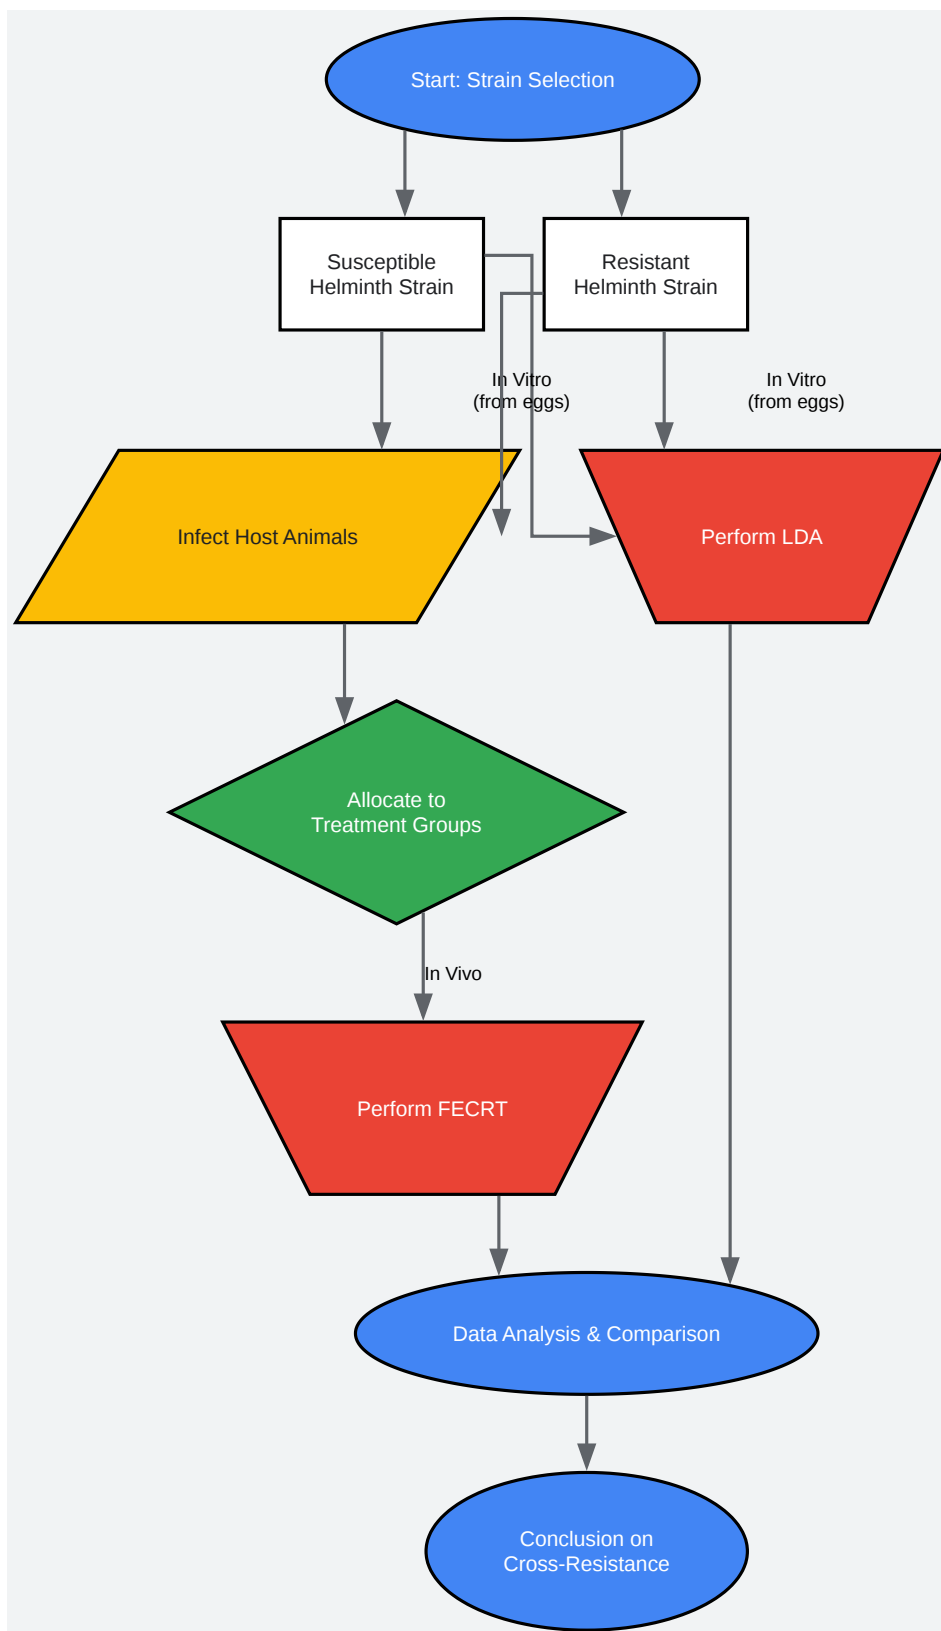 Start: Strain Selection
Susceptible
Helminth Strain
Resistant
Helminth Strain
In Vitro
(from eggs)
In Vitro
(from eggs)
Infect Host Animals
Perform LDA
Allocate to
Treatment Groups
In Vivo
Perform FECRT
Data Analysis & Comparison
Conclusion on
Cross-Resistance